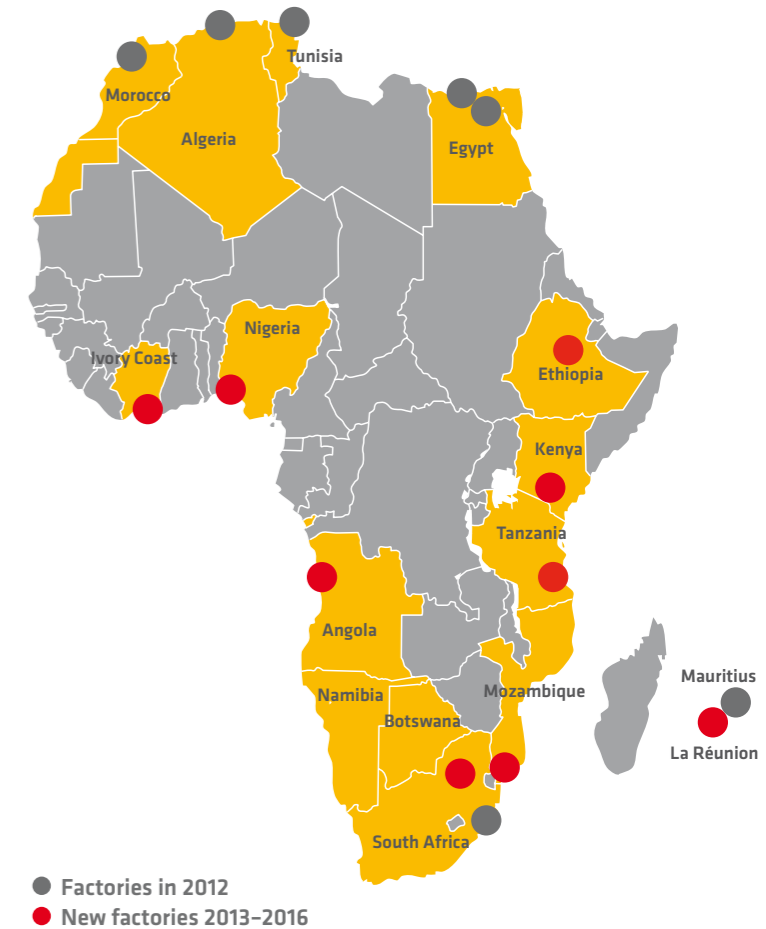 Tunisia
Morocco
Algeria
Egypt
Nigeria
Ivory Coast
Ethiopia
Kenya
Tanzania
Angola
Mauritius
Namibia
Mozambique
Botswana
La Réunion
South Africa
Factories in 2012
New factories 2013–2016